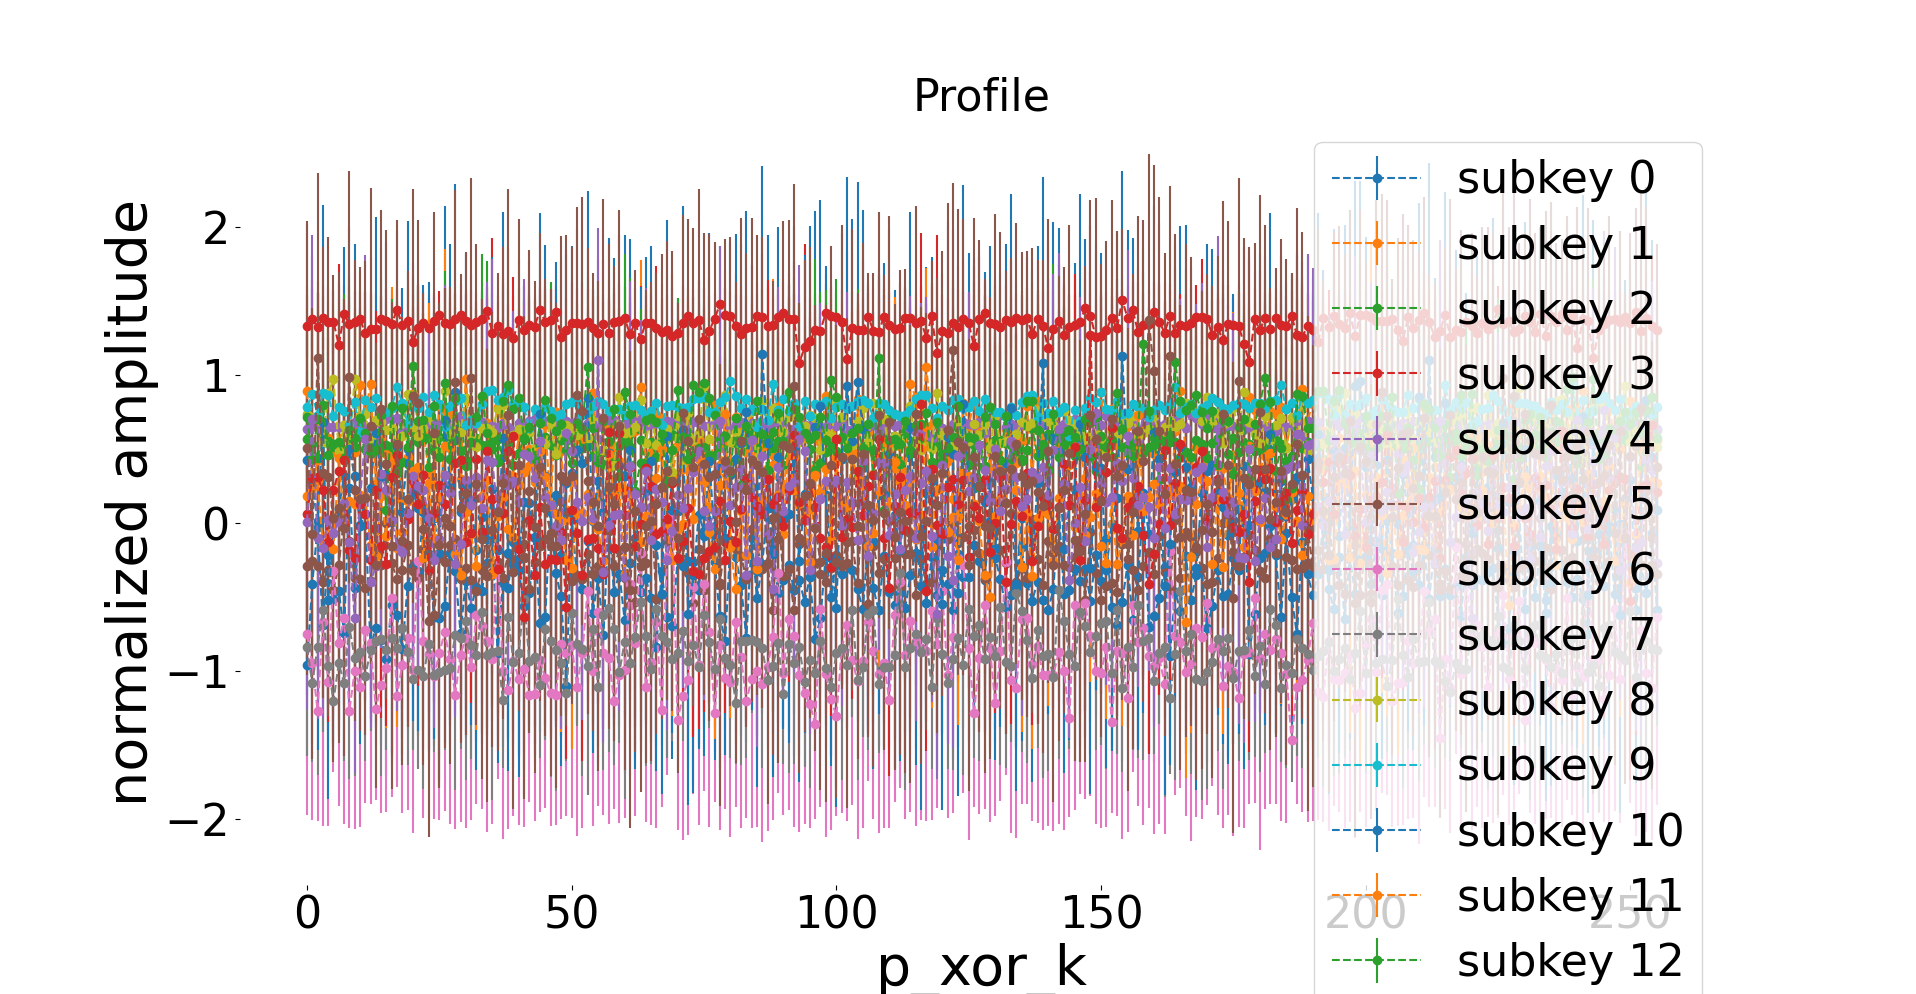 Profile
normalized amplitude
2
1
0
−1
−2
0
50
100
150
200
250
p_xor_k
subkey 0
subkey 1
subkey 2
subkey 3
subkey 4
subkey 5
subkey 6
subkey 7
subkey 8
subkey 9
subkey 10
subkey 11
subkey 12